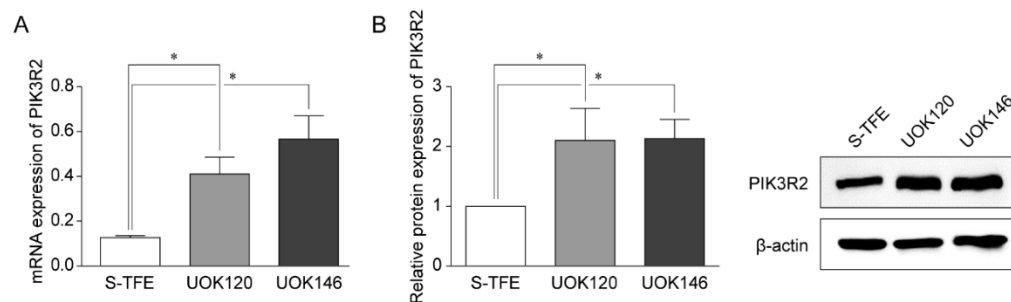 A
mRNA expression of PIK3R2
0.8
0.6
0.4
0.2
0.0
*
*
S-TFE
UOK120
UOK146
B
Relative protein expression of PIK3R2
3
2
1
0
*
*
S-TFE
UOK120
UOK146
S-TFE
UOK120
UOK146
PIK3R2
β-actin